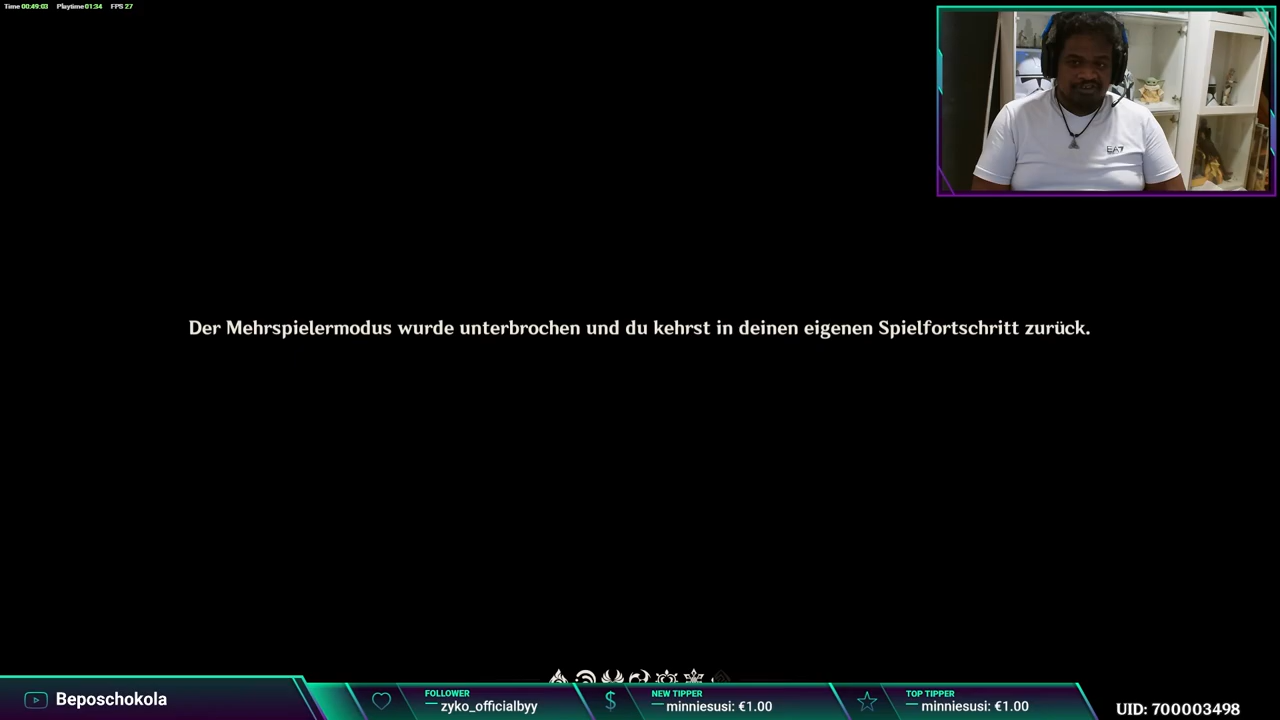 Time 00:49:03 Playtime 01:34 FPS 27
EA7
Der Mehrspielermodus wurde unterbrochen und du kehrst in deinen eigenen Spielfortschritt zurück.
Beposchokola
FOLLOWER
zyko_officialbyy
NEW TIPPER
minniesusi: €1.00
TOP TIPPER
minniesusi: €1.00
UID: 700003498